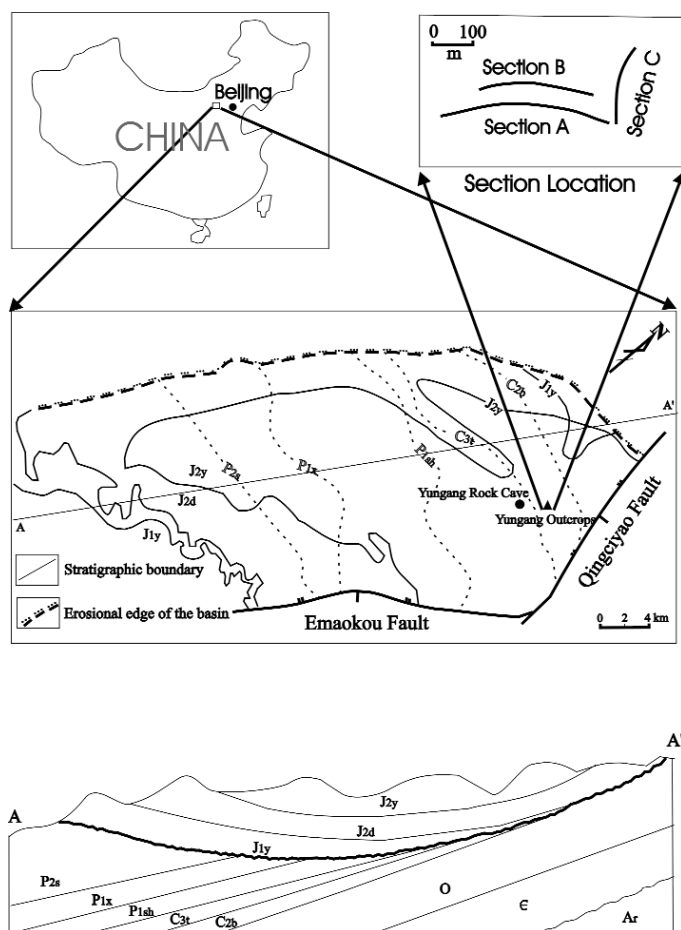 Beijing
CHINA
0 100
m
Section B
Section A
Section C
Section Location
N
A'
J2y
C2b
J1y
C3t
P1sh
P1x
P2s
J2y
J2d
J1y
A
Yungang Rock Cave
Yungang Outcrops
Qingciyao Fault
Stratigraphic boundary
Erosional edge of the basin
Emaokou Fault
0 2 4 km
A'
A
J2y
J2d
J1y
P2s
P1x
P1sh
C3t
C2b
O
Є
Ar